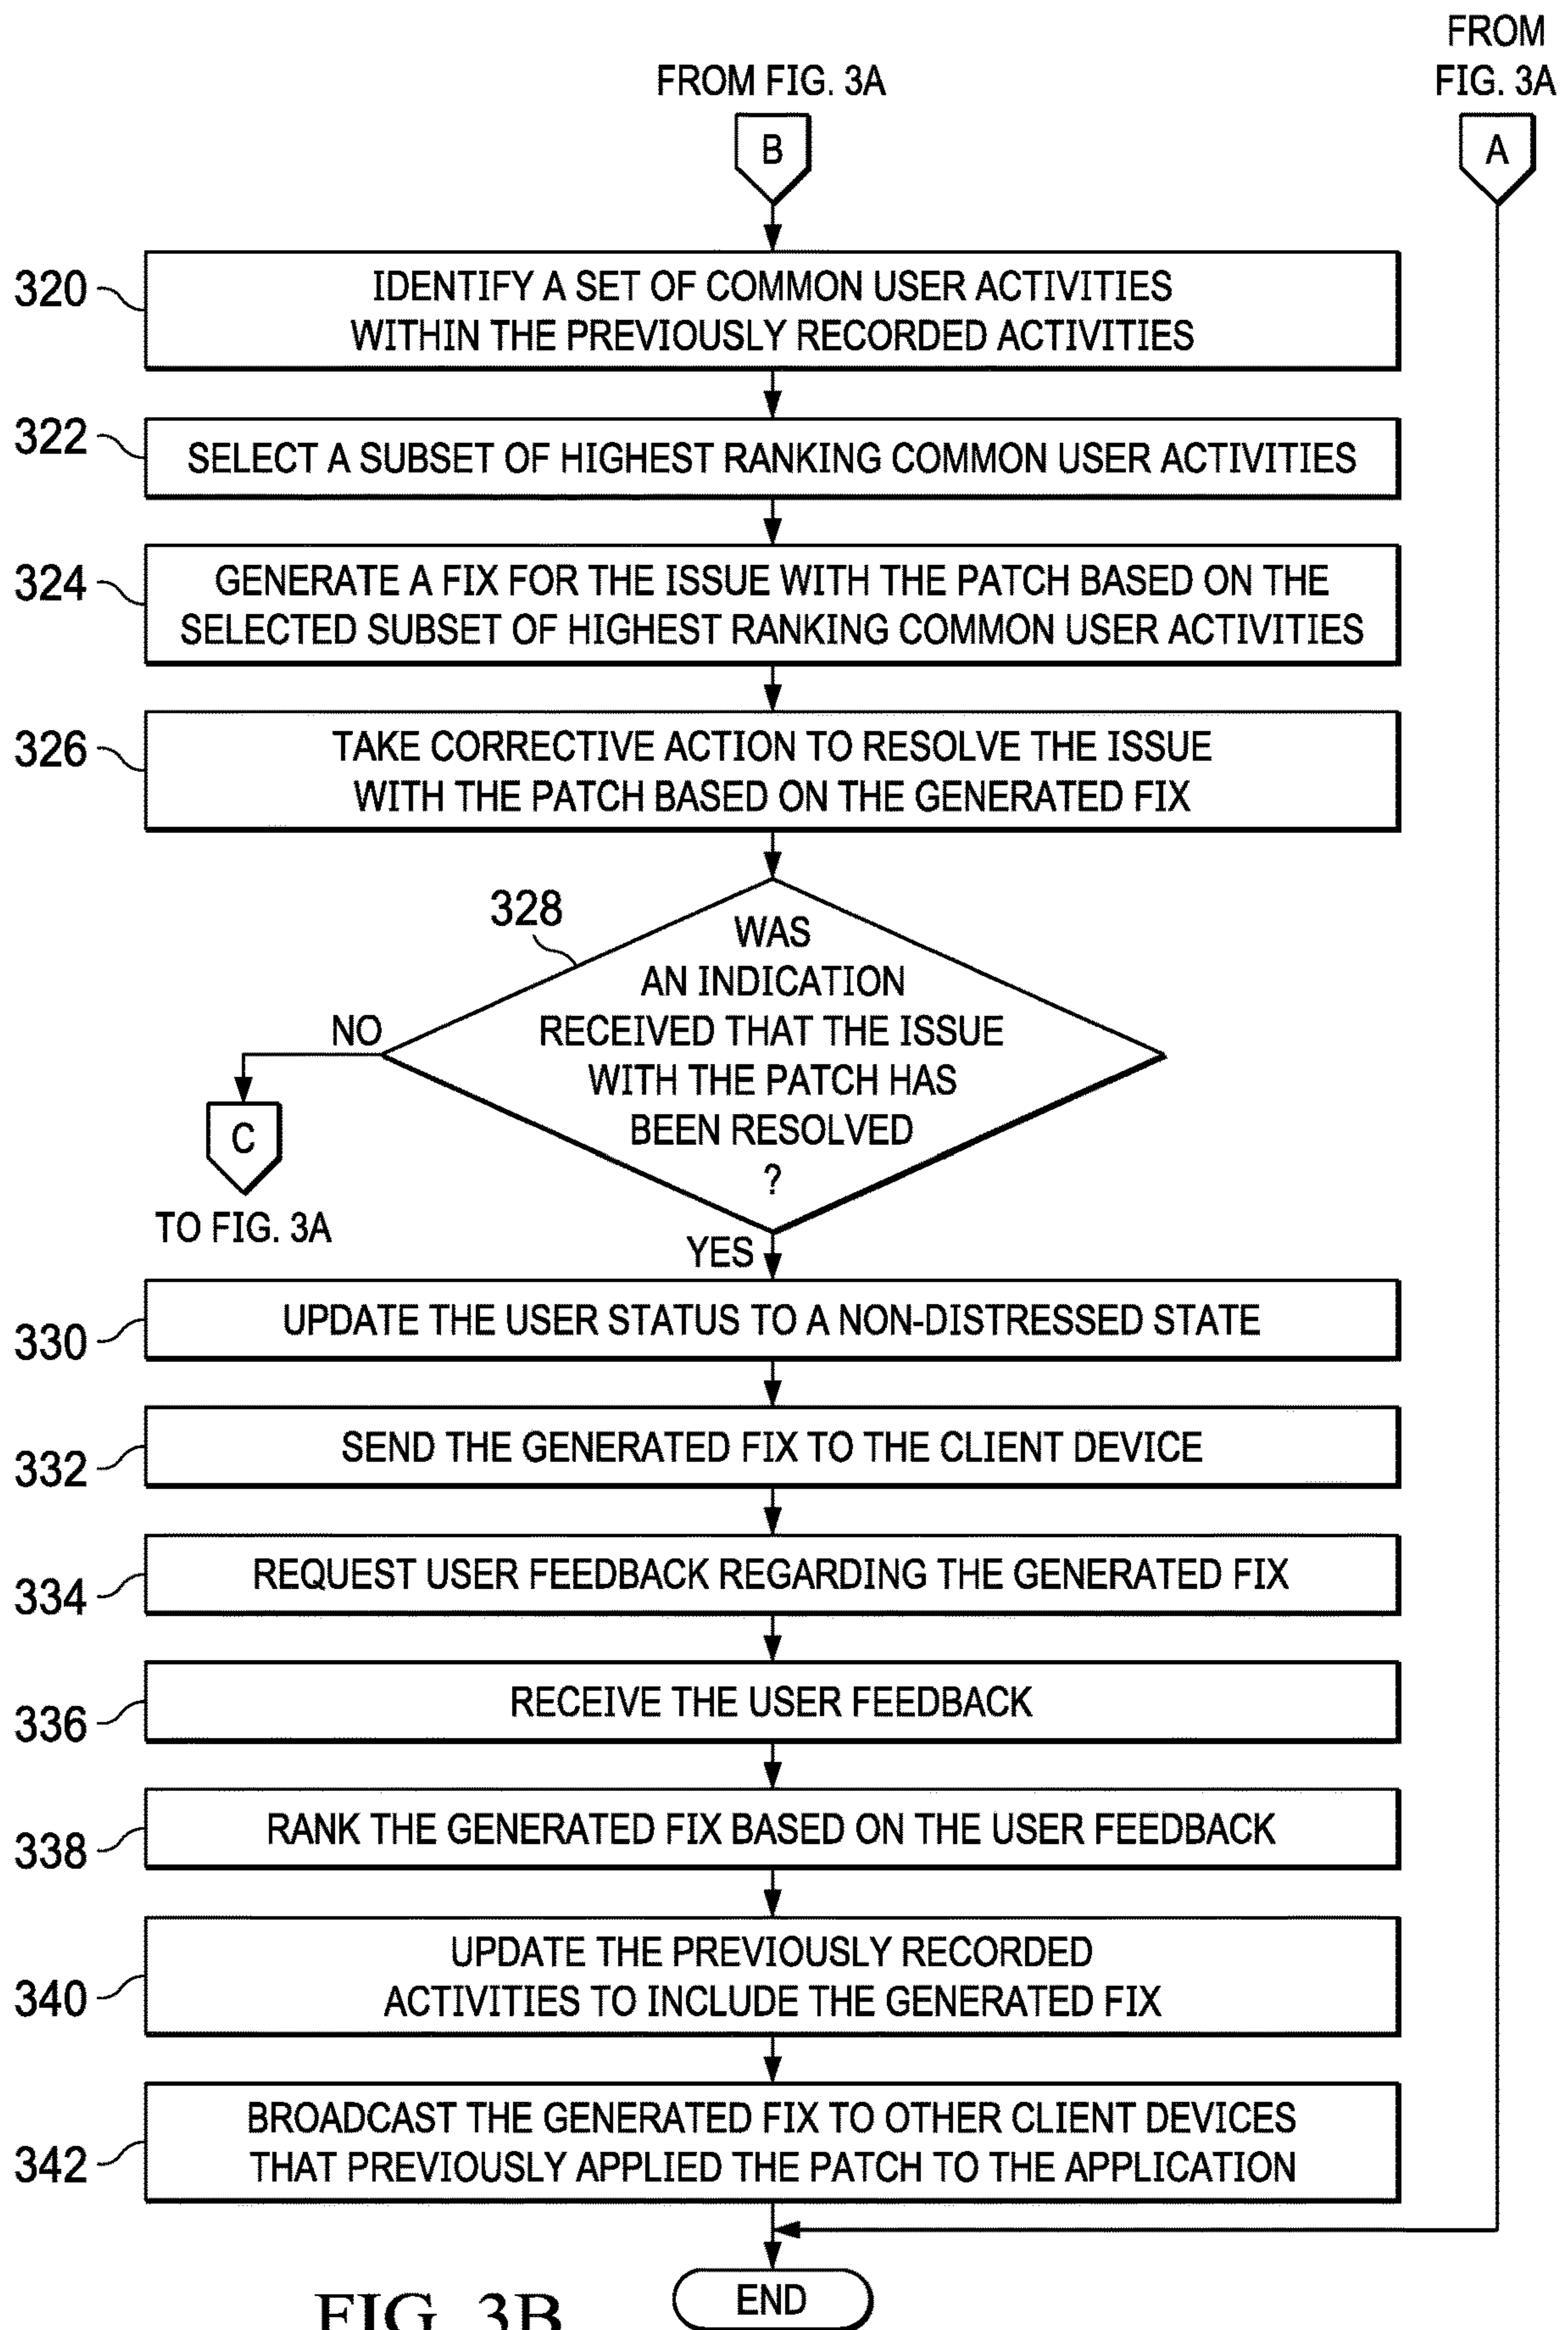 FROM
FIG. 3A
FROM FIG. 3A
B
A
320
IDENTIFY A SET OF COMMON USER ACTIVITIES
WITHIN THE PREVIOUSLY RECORDED ACTIVITIES
322
SELECT A SUBSET OF HIGHEST RANKING COMMON USER ACTIVITIES
324
GENERATE A FIX FOR THE ISSUE WITH THE PATCH BASED ON THE
SELECTED SUBSET OF HIGHEST RANKING COMMON USER ACTIVITIES
326
TAKE CORRECTIVE ACTION TO RESOLVE THE ISSUE
WITH THE PATCH BASED ON THE GENERATED FIX
328
WAS
AN INDICATION
RECEIVED THAT THE ISSUE
WITH THE PATCH HAS
BEEN RESOLVED
?
NO
C
TO FIG. 3A
YES
330
UPDATE THE USER STATUS TO A NON-DISTRESSED STATE
332
SEND THE GENERATED FIX TO THE CLIENT DEVICE
334
REQUEST USER FEEDBACK REGARDING THE GENERATED FIX
336
RECEIVE THE USER FEEDBACK
338
RANK THE GENERATED FIX BASED ON THE USER FEEDBACK
340
UPDATE THE PREVIOUSLY RECORDED
ACTIVITIES TO INCLUDE THE GENERATED FIX
342
BROADCAST THE GENERATED FIX TO OTHER CLIENT DEVICES
THAT PREVIOUSLY APPLIED THE PATCH TO THE APPLICATION
END
FIG. 3B